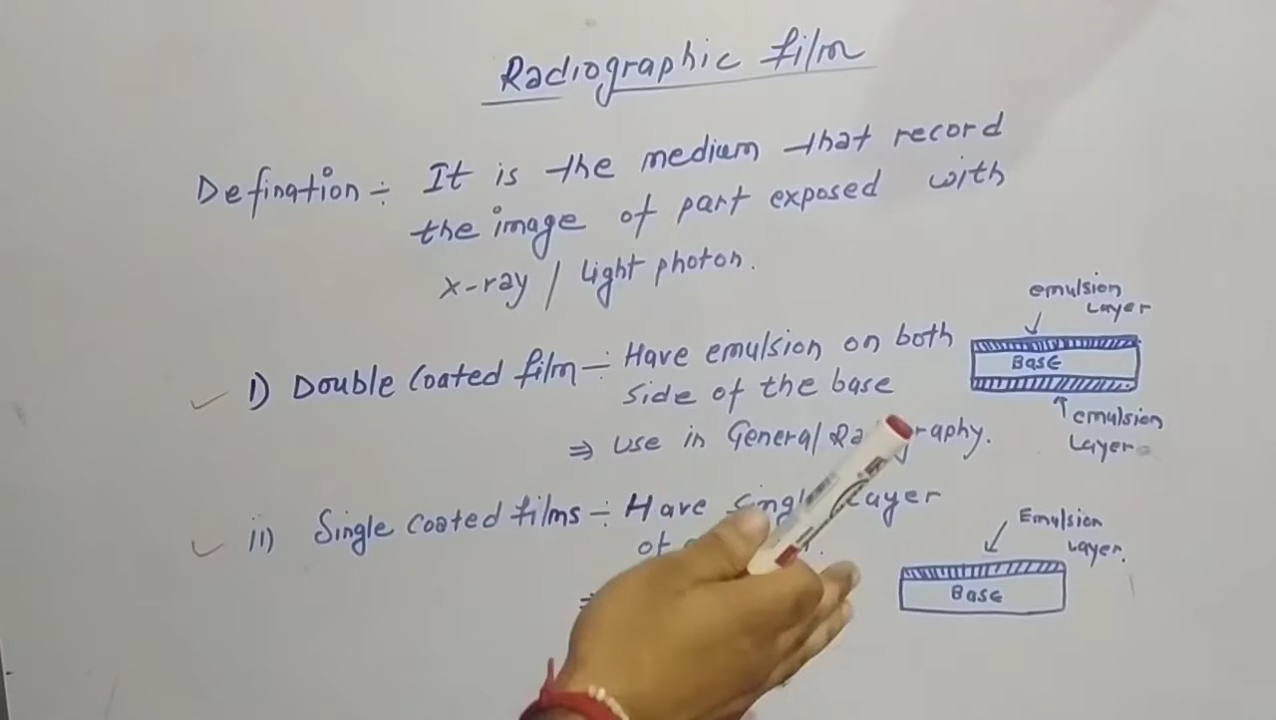 Radiographic film
Defination ÷ It is the medium that record
the image of part exposed with
x-ray / light photon.
emulsion
Layer
i) Double coated film ÷ Have emulsion on both
side of the base
⇒ Use in General Radiography.
Base
emulsion
Layer
ii) Single coated films ÷ Have single layer
of
⇒
Emulsion
Layer.
Base